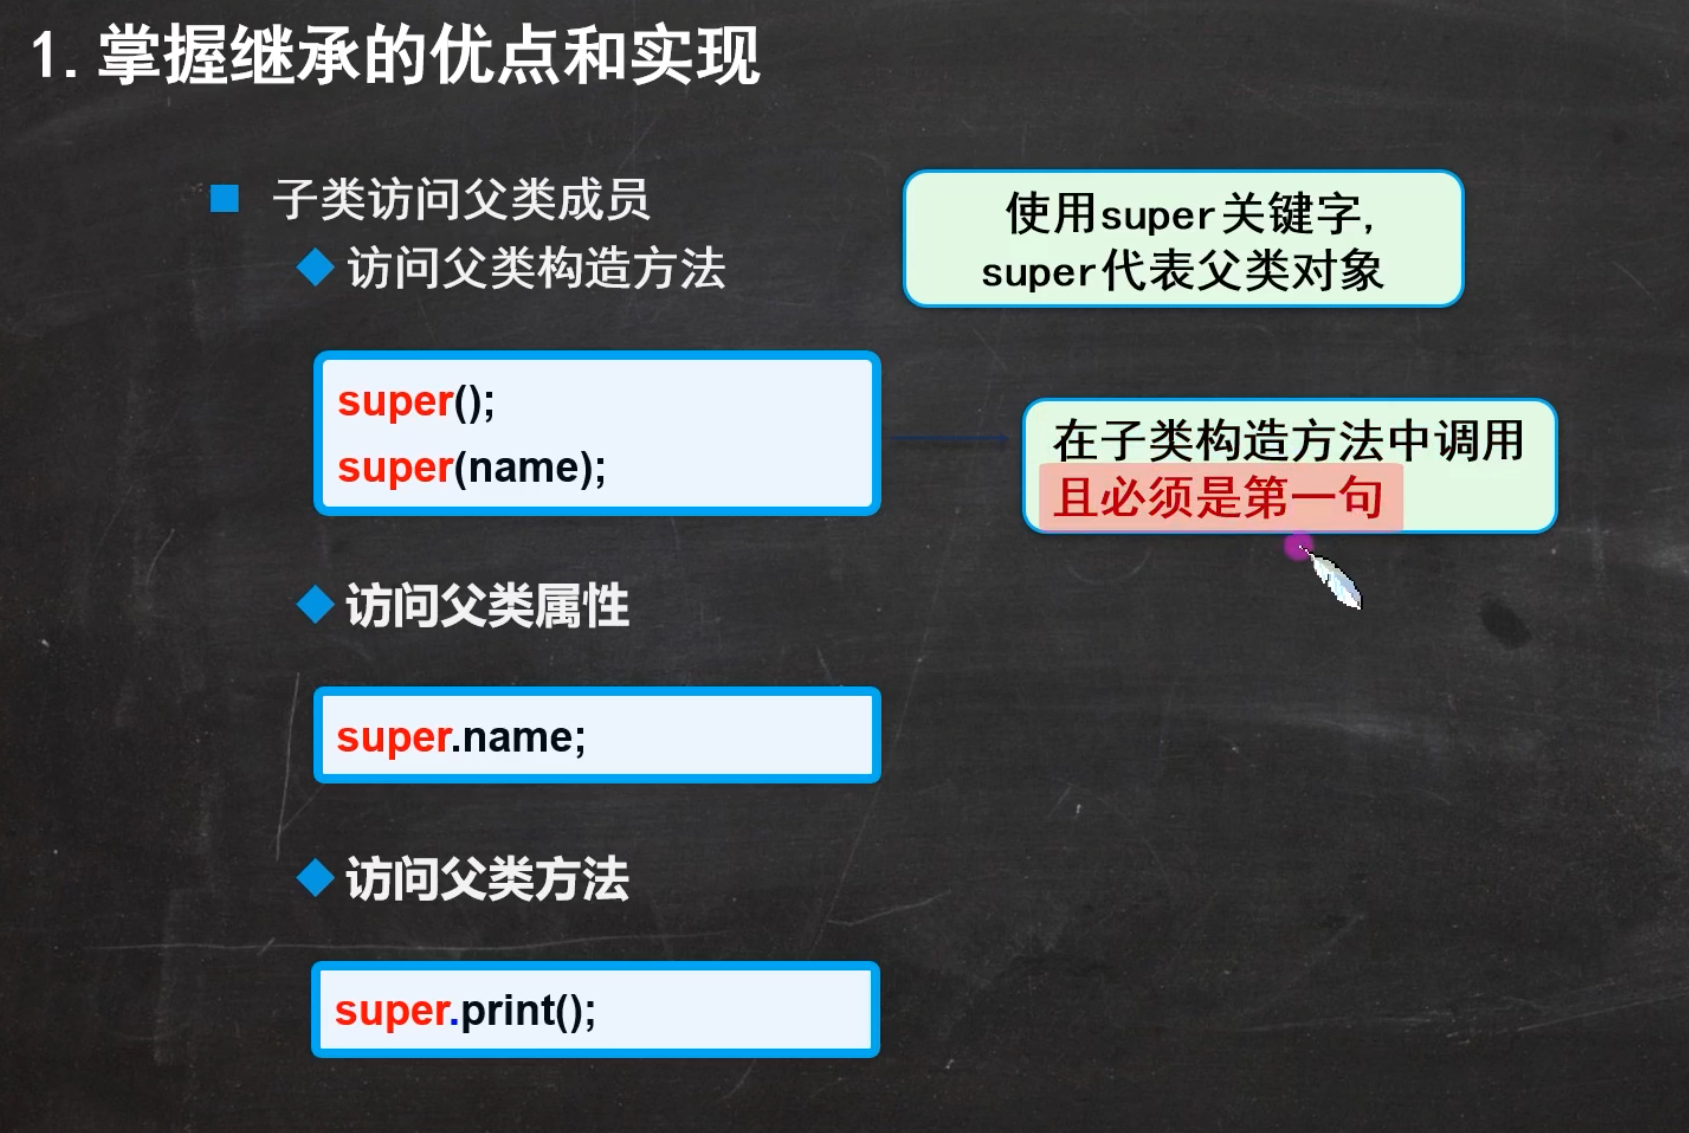 1. 掌握继承的优点和实现
子类访问父类成员
访问父类构造方法
使用super关键字,
super代表父类对象
super();
super(name);
在子类构造方法中调用
且必须是第一句
访问父类属性
super.name;
访问父类方法
super.print();